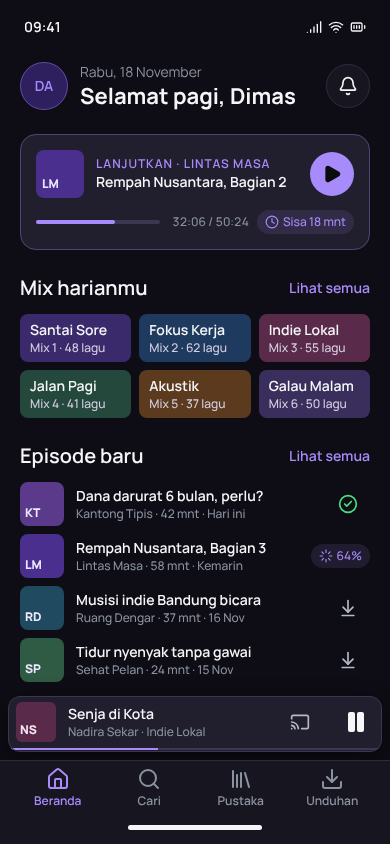 09:41
DA
Rabu, 18 November
Selamat pagi, Dimas
LM
LANJUTKAN · LINTAS MASA
Rempah Nusantara, Bagian 2
32:06 / 50:24
Sisa 18 mnt
Mix harianmu
Lihat semua
Santai Sore
Mix 1 · 48 lagu
Fokus Kerja
Mix 2 · 62 lagu
Indie Lokal
Mix 3 · 55 lagu
Jalan Pagi
Mix 4 · 41 lagu
Akustik
Mix 5 · 37 lagu
Galau Malam
Mix 6 · 50 lagu
Episode baru
Lihat semua
KT
Dana darurat 6 bulan, perlu?
Kantong Tipis · 42 mnt · Hari ini
LM
Rempah Nusantara, Bagian 3
Lintas Masa · 58 mnt · Kemarin
64%
RD
Musisi indie Bandung bicara
Ruang Dengar · 37 mnt · 16 Nov
SP
Tidur nyenyak tanpa gawai
Sehat Pelan · 24 mnt · 15 Nov
NS
Senja di Kota
Nadira Sekar · Indie Lokal
Beranda
Cari
Pustaka
Unduhan